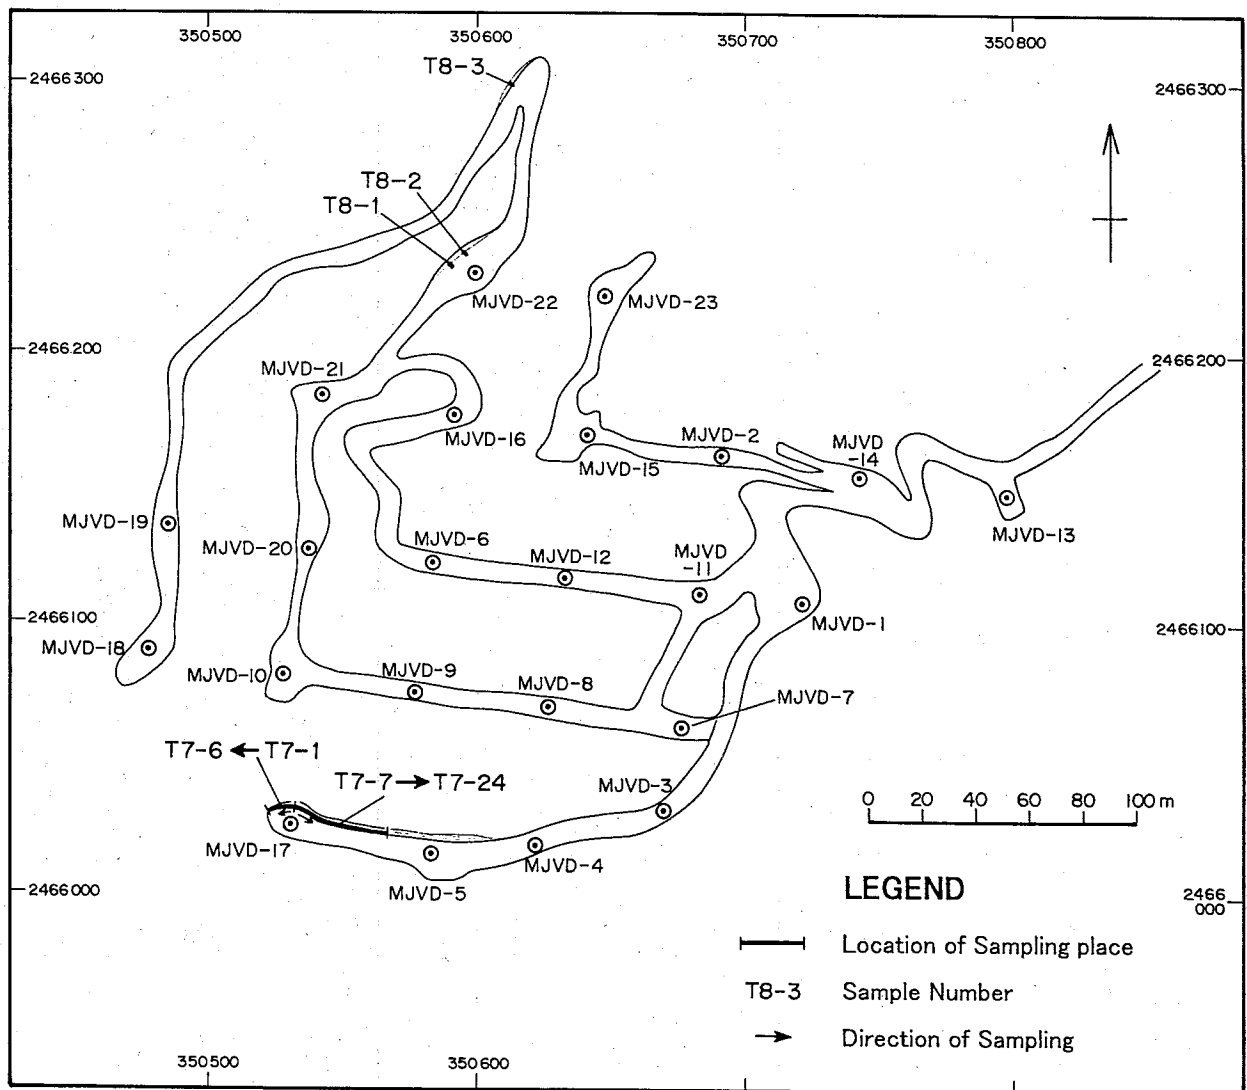 350500
350600
350700
350800
T8-3
2466300
2466300
T8-2
T8-1
MJVD-22
MJVD-23
2466200
2466200
MJVD-21
MJVD-16
MJVD-2
MJVD
-14
MJVD-15
MJVD-19
MJVD-13
MJVD-20
MJVD-6
MJVD-12
MJVD
-11
2466100
2466100
MJVD-1
MJVD-18
MJVD-10
MJVD-9
MJVD-8
MJVD-7
T7-6 ← T7-1
T7-7 → T7-24
MJVD-3
0 20 40 60 80 100 m
MJVD-17
MJVD-4
MJVD-5
2466000
2466
000
LEGEND
Location of Sampling place
T8-3 Sample Number
Direction of Sampling
350500
350600